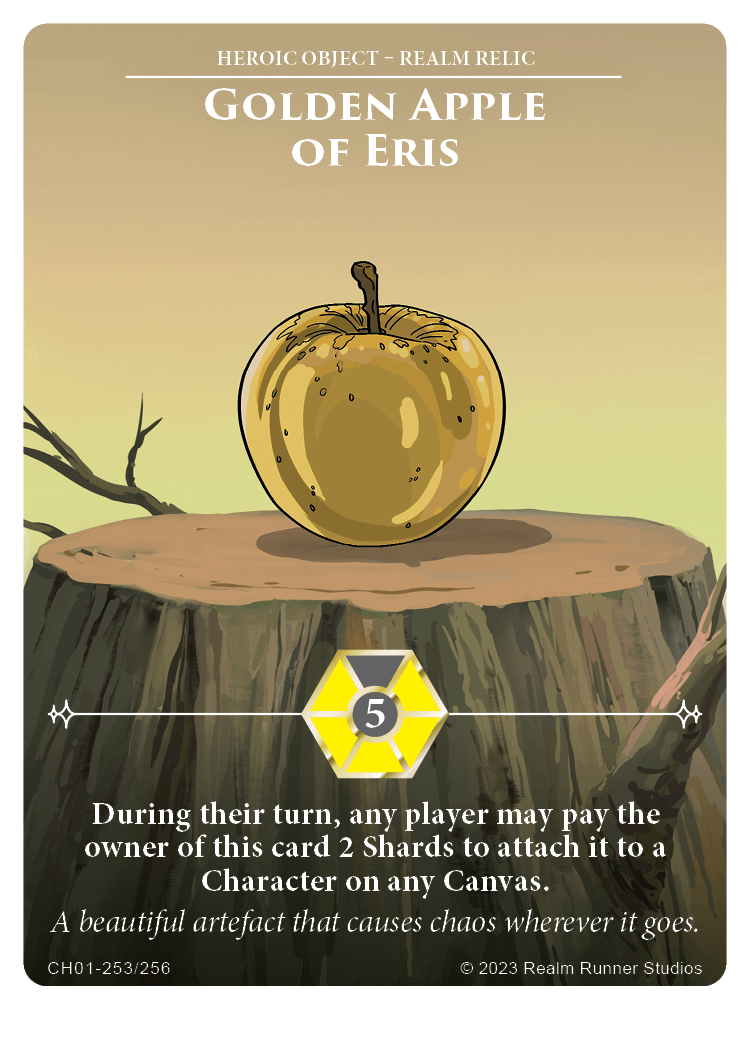 HEROIC OBJECT – REALM RELIC
Golden Apple
of Eris
5
During their turn, any player may pay the
owner of this card 2 Shards to attach it to a
Character on any Canvas.
A beautiful artefact that causes chaos wherever it goes.
CH01-253/256
© 2023 Realm Runner Studios